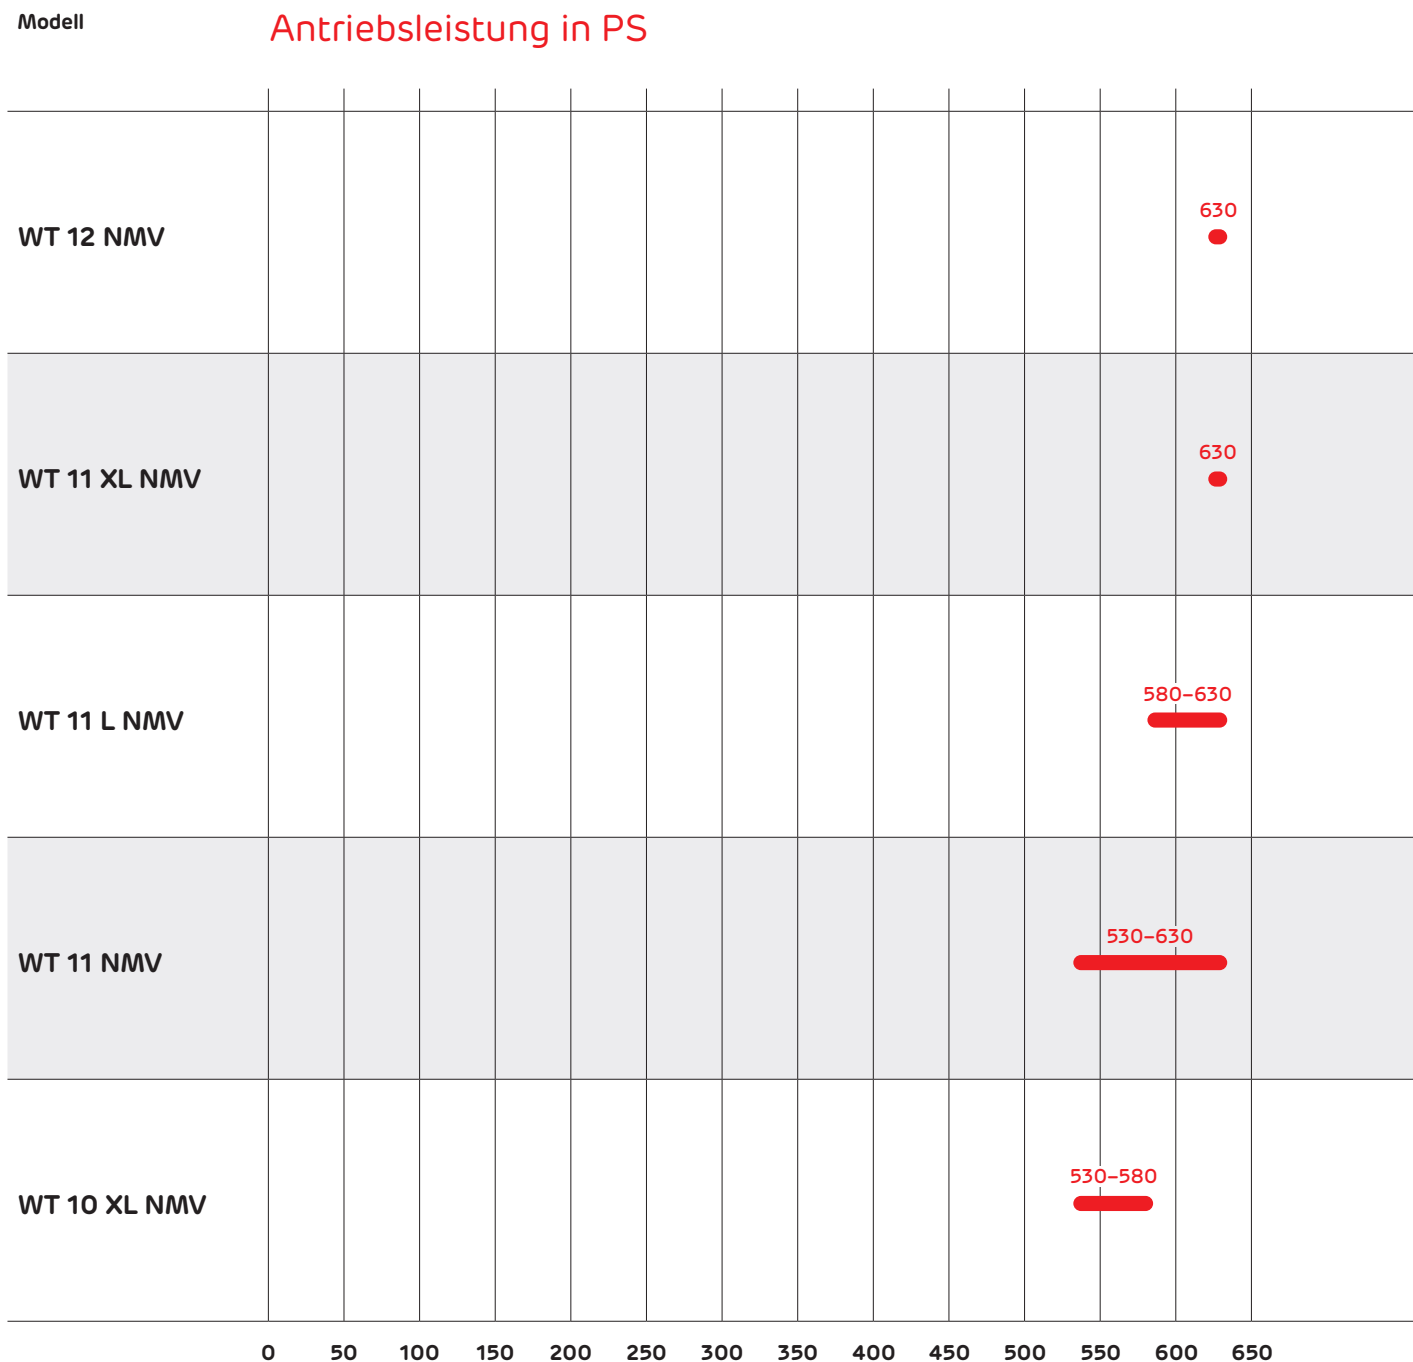 Modell
Antriebsleistung in PS
WT 12 NMV
630
WT 11 XL NMV
630
WT 11 L NMV
580–630
WT 11 NMV
530–630
WT 10 XL NMV
530–580
0 50 100 150 200 250 300 350 400 450 500 550 600 650